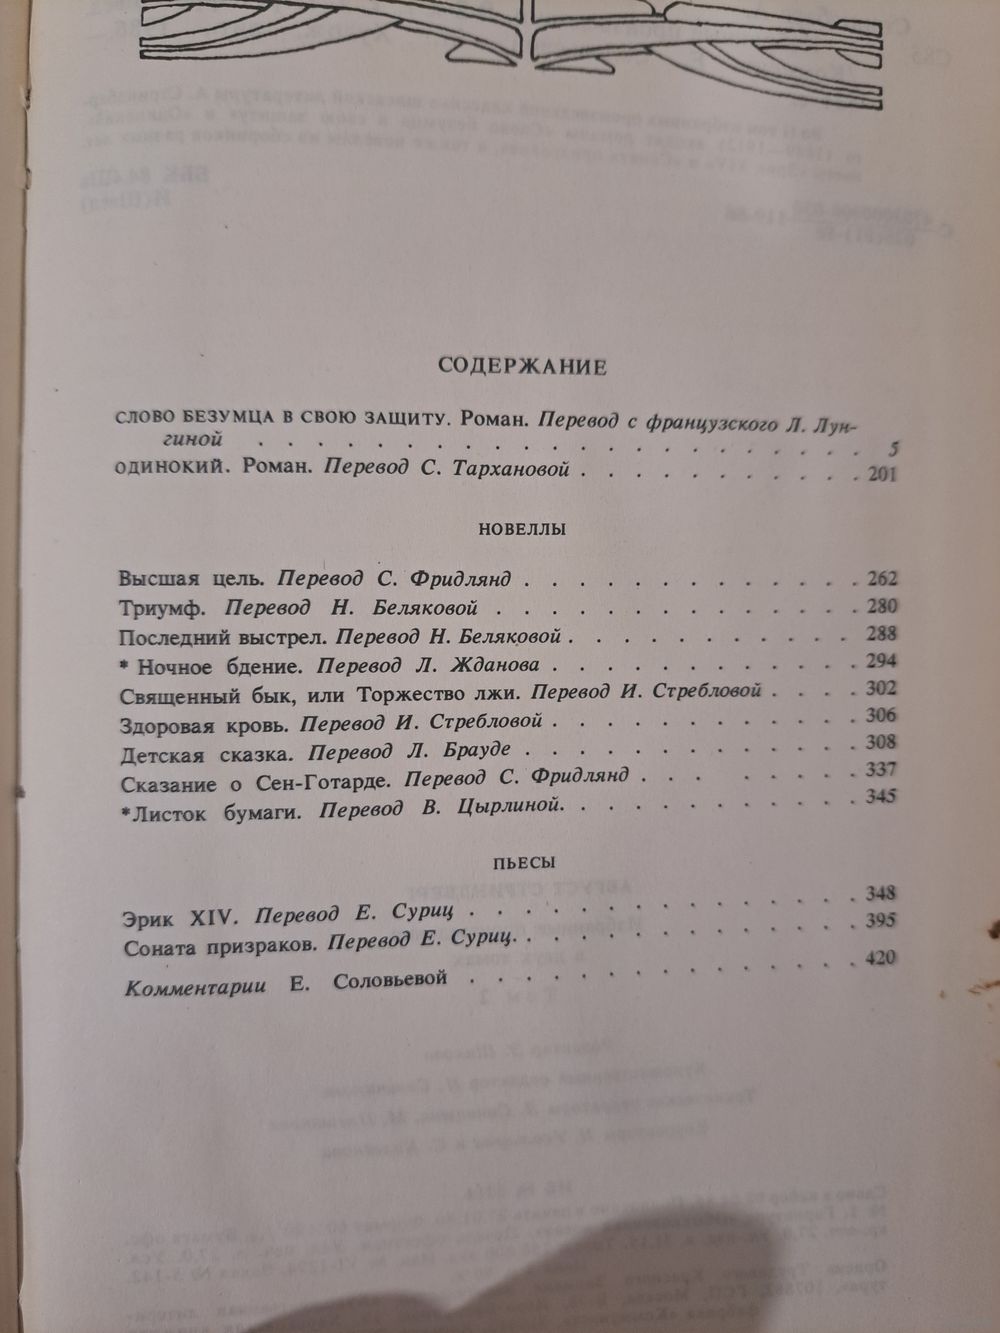 СОДЕРЖАНИЕ
СЛОВО БЕЗУМЦА В СВОЮ ЗАЩИТУ. Роман. Перевод с французского Л. Лун-
гиной . . . . . . . . . . . . . . . . . . . . . . 5
ОДИНОКИЙ. Роман. Перевод С. Тархановой . . . . . . . . . . . 201
НОВЕЛЛЫ
Высшая цель. Перевод С. Фридлянд . . . . . . . . . . . . . 262
Триумф. Перевод Н. Беляковой . . . . . . . . . . . . . . 280
Последний выстрел. Перевод Н. Беляковой . . . . . . . . . . . 288
* Ночное бдение. Перевод Л. Жданова . . . . . . . . . . . . 294
Священный бык, или Торжество лжи. Перевод И. Стребловой . . . . 302
Здоровая кровь. Перевод И. Стребловой . . . . . . . . . . . . 306
Детская сказка. Перевод Л. Брауде . . . . . . . . . . . . . 308
Сказание о Сен-Готарде. Перевод С. Фридлянд . . . . . . . . 337
*Листок бумаги. Перевод В. Цырлиной. . . . . . . . . . . . 345
ПЬЕСЫ
Эрик XIV. Перевод Е. Суриц . . . . . . . . . . . . . . . 348
Соната призраков. Перевод Е. Суриц. . . . . . . . . . . . . 395
Комментарии Е. Соловьевой . . . . . . . . . . . . . . . 420